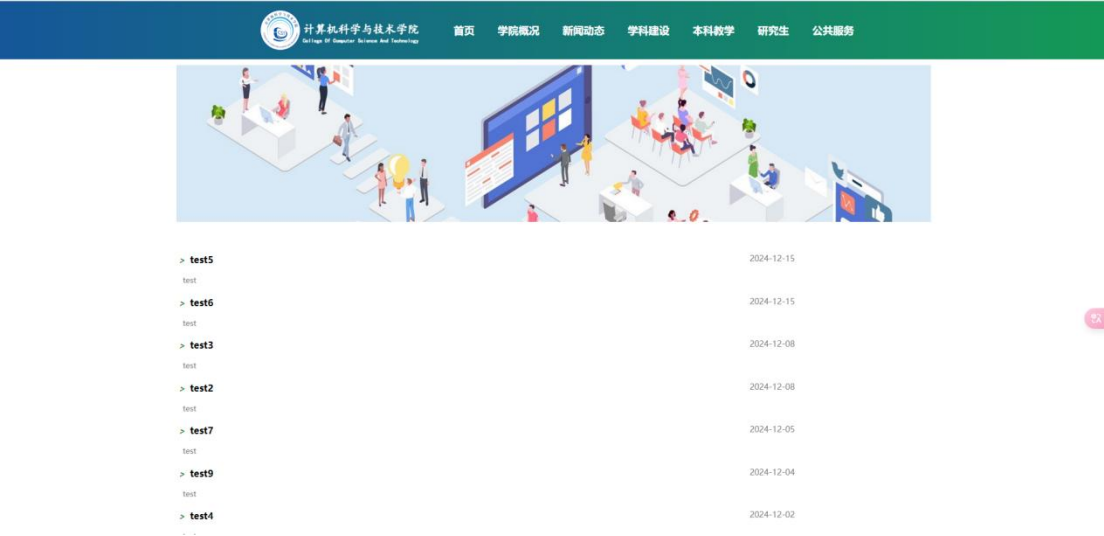 计算机科学与技术学院
College Of Computer Science And Technology
首页 学院概况 新闻动态 学科建设 本科教学 研究生 公共服务
> test5 2024-12-15
test
> test6 2024-12-15
test
> test3 2024-12-08
test
> test2 2024-12-08
test
> test7 2024-12-05
test
> test9 2024-12-04
test
> test4 2024-12-02